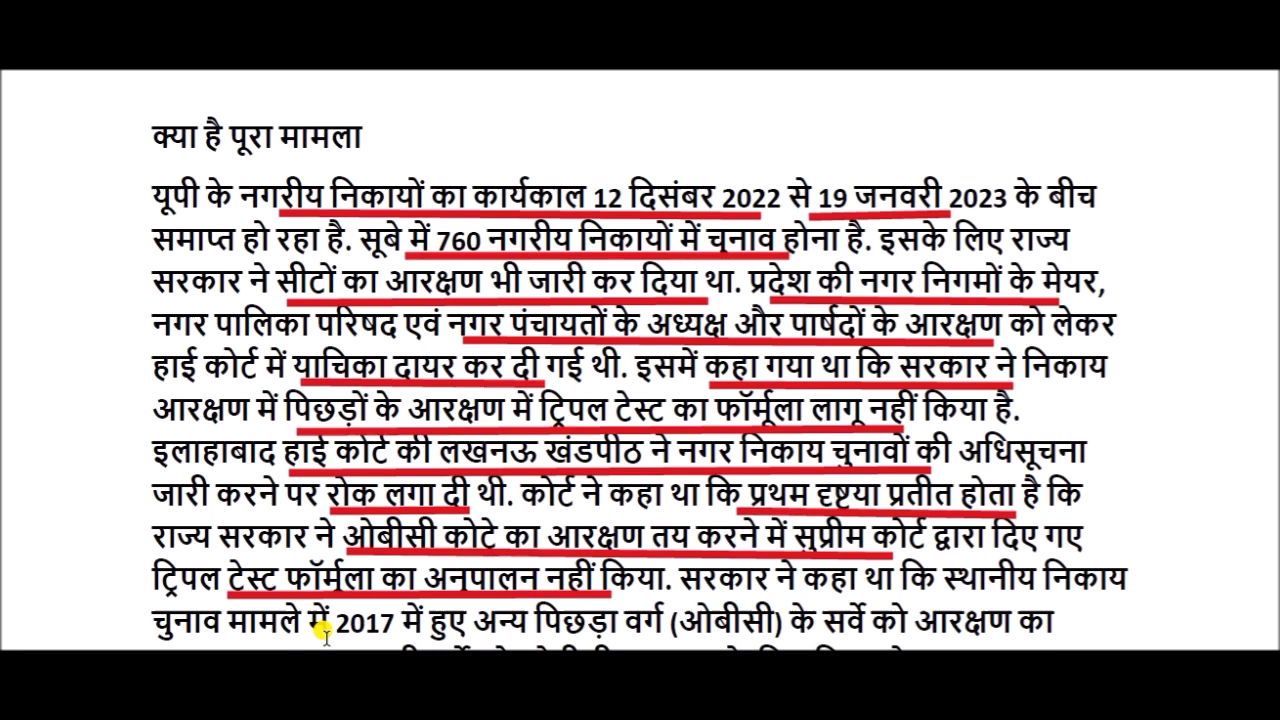 क्या है पूरा मामला
यूपी के नगरीय निकायों का कार्यकाल 12 दिसंबर 2022 से 19 जनवरी 2023 के बीच
समाप्त हो रहा है. सूबे में 760 नगरीय निकायों में चुनाव होना है. इसके लिए राज्य
सरकार ने सीटों का आरक्षण भी जारी कर दिया था. प्रदेश की नगर निगमों के मेयर,
नगर पालिका परिषद एवं नगर पंचायतों के अध्यक्ष और पार्षदों के आरक्षण को लेकर
हाई कोर्ट में याचिका दायर कर दी गई थी. इसमें कहा गया था कि सरकार ने निकाय
आरक्षण में पिछड़ों के आरक्षण में ट्रिपल टेस्ट का फॉर्मूला लागू नहीं किया है.
इलाहाबाद हाई कोर्ट की लखनऊ खंडपीठ ने नगर निकाय चुनावों की अधिसूचना
जारी करने पर रोक लगा दी थी. कोर्ट ने कहा था कि प्रथम दृष्टया प्रतीत होता है कि
राज्य सरकार ने ओबीसी कोटे का आरक्षण तय करने में सुप्रीम कोर्ट द्वारा दिए गए
ट्रिपल टेस्ट फॉर्मूला का अनुपालन नहीं किया. सरकार ने कहा था कि स्थानीय निकाय
चुनाव मामले में 2017 में हुए अन्य पिछड़ा वर्ग (ओबीसी) के सर्वे को आरक्षण का